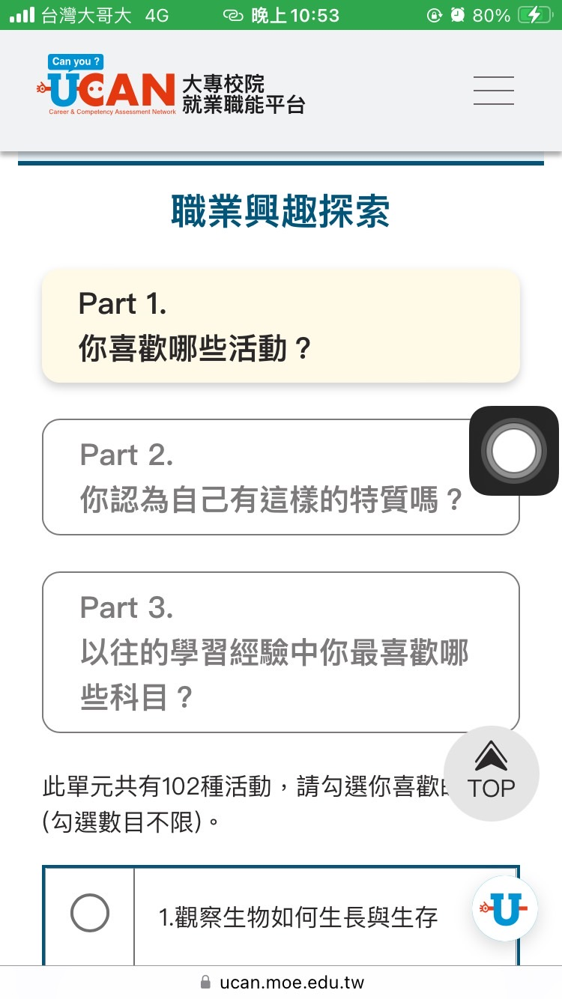 台灣大哥大 4G 晚上10:53 80%
Can you ?
UCAN
Career & Competency Assessment Network
大專校院
就業職能平台
職業興趣探索
Part 1.
你喜歡哪些活動？
Part 2.
你認為自己有這樣的特質嗎？
Part 3.
以往的學習經驗中你最喜歡哪
些科目？
此單元共有102種活動，請勾選你喜歡
(勾選數目不限)。
TOP
1.觀察生物如何生長與生存
U
ucan.moe.edu.tw